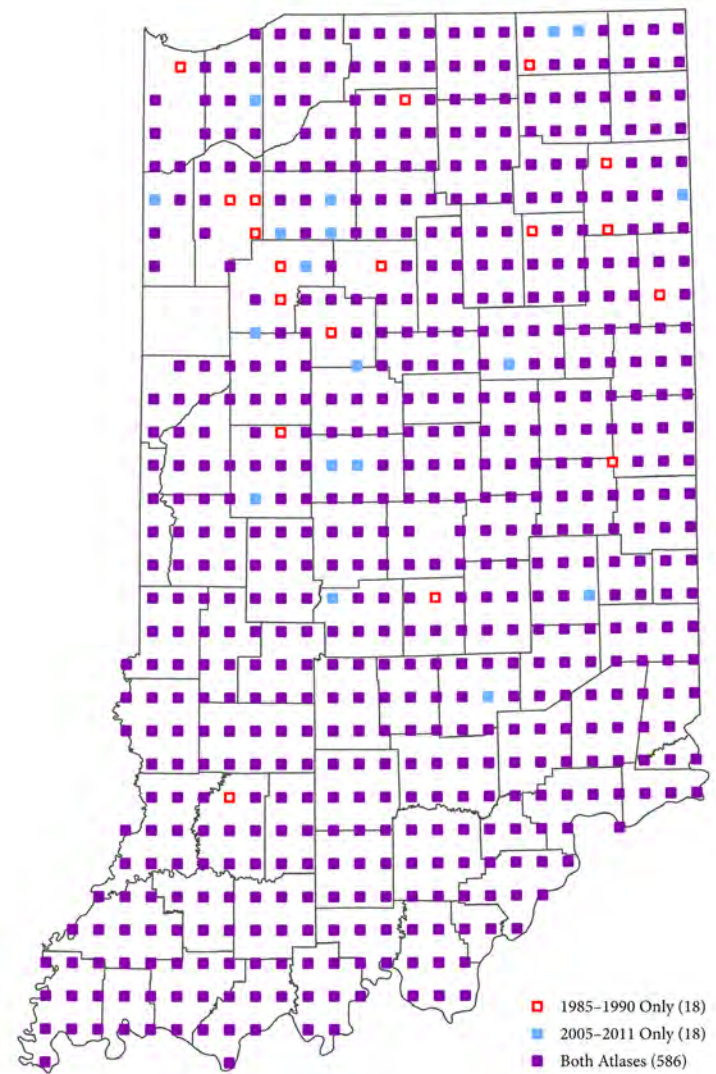 1985–1990 Only (18)
2005–2011 Only (18)
Both Atlases (586)